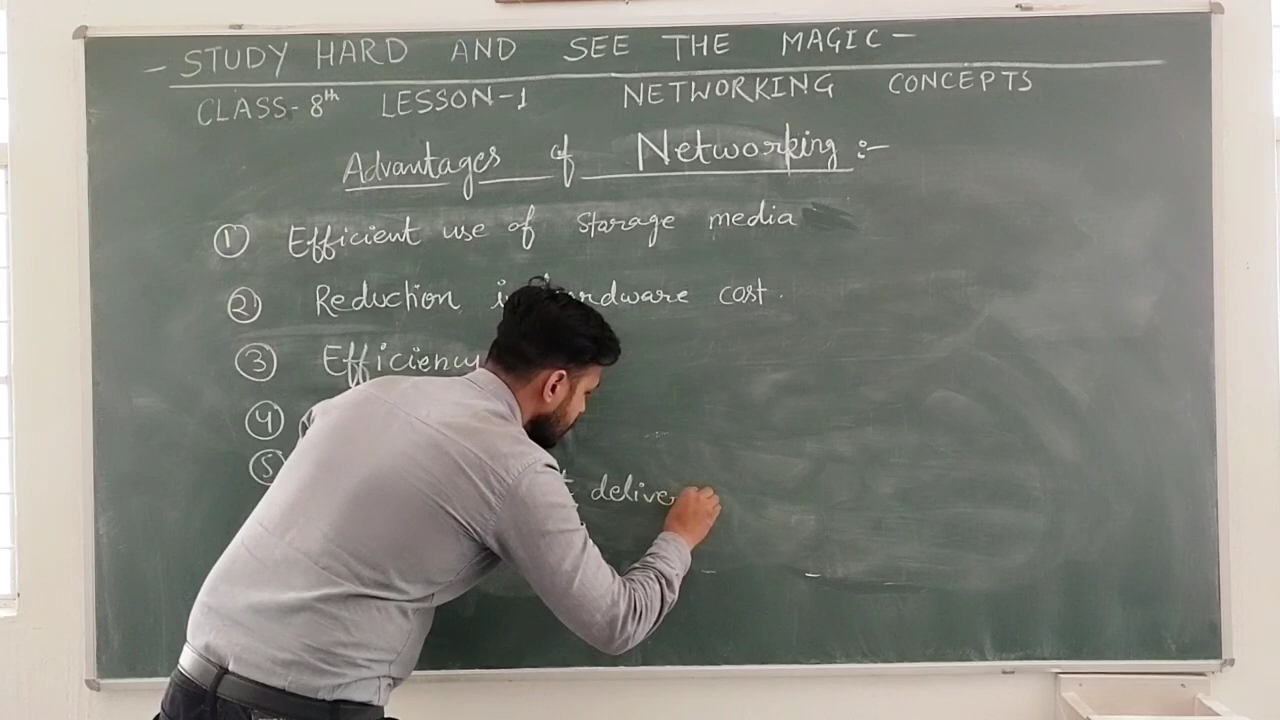 - STUDY HARD AND SEE THE MAGIC -
CLASS-8th LESSON-1 NETWORKING CONCEPTS
Advantages of Networking :-
① Efficient use of storage media
② Reduction hardware cost.
③ Efficiency
④
⑤ delive